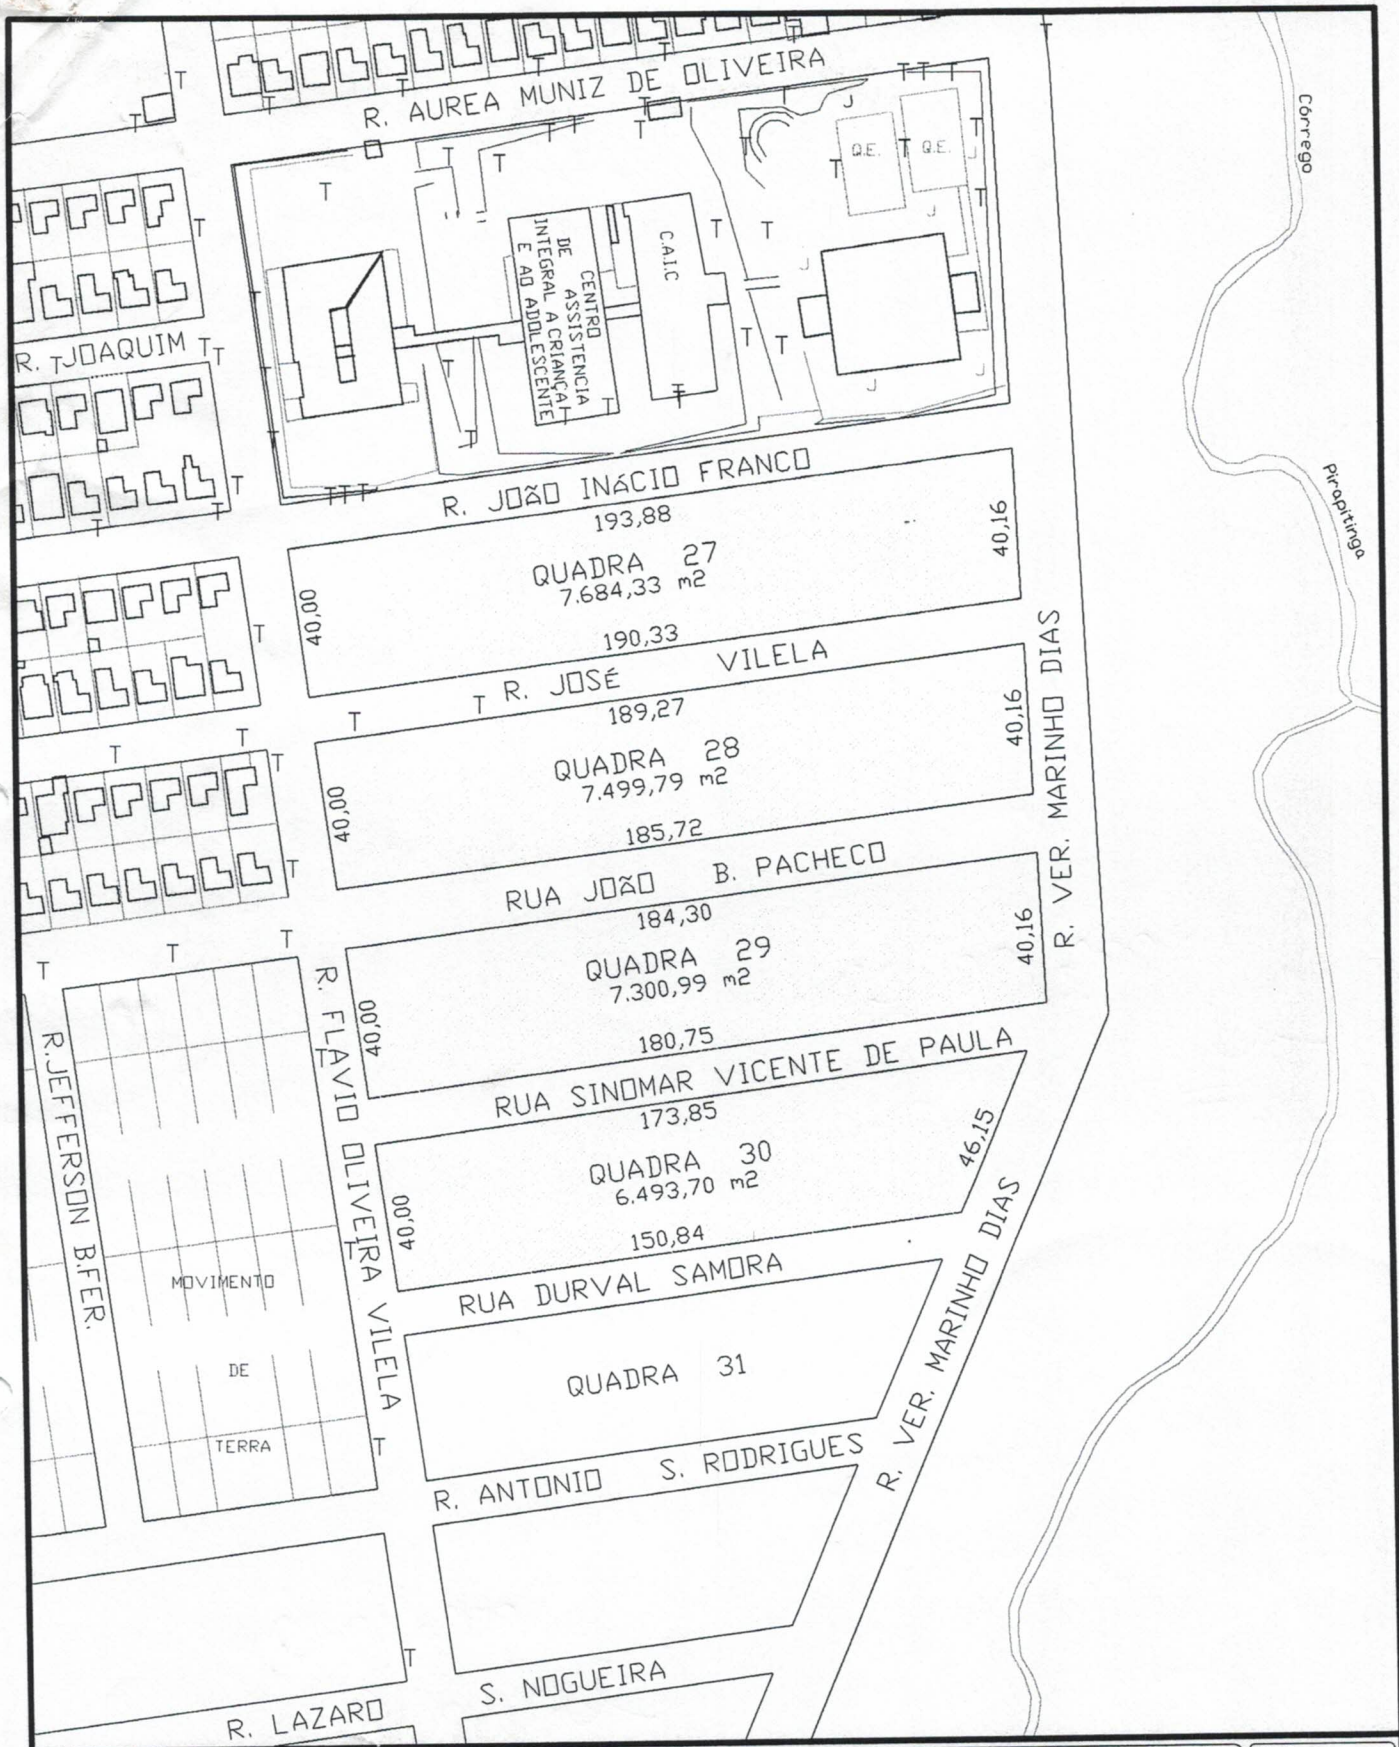 R. AUREA MUNIZ DE OLIVEIRA
Córrego
Q.E.
Q.E.
CENTRO
DE ASSISTENCIA
INTEGRAL A CRIANÇA
E AO ADOLESCENTE
C.A.I.C
R. JOAQUIM
R. JOÃO INáCIO FRANCO
193,88
40,16
QUADRA 27
7.684,33 m2
40,00
190,33
Pirapitinga
R. JOSÉ VILELA
189,27
40,16
QUADRA 28
7.499,79 m2
40,00
185,72
RUA JOÃO B. PACHECO
184,30
R. VER. MARINHO DIAS
40,16
QUADRA 29
7.300,99 m2
40,00
180,75
RUA SINOMAR VICENTE DE PAULA
173,85
46,15
QUADRA 30
6.493,70 m2
40,00
150,84
RUA DURVAL SAMORA
R. FLAVIO OLIVEIRA VILELA
R.JEFFERSON B.FER.
MOVIMENTO
DE
TERRA
QUADRA 31
R. VER. MARINHO DIAS
R. ANTONIO S. RODRIGUES
R. LAZARO S. NOGUEIRA